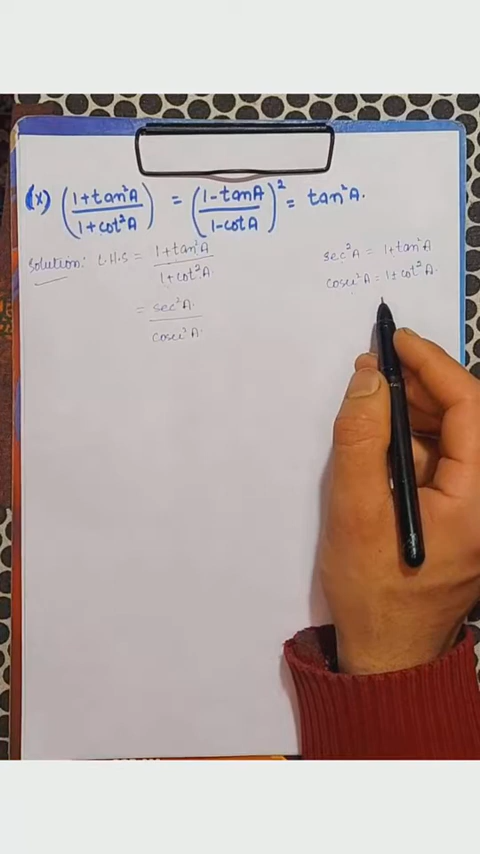 (x) (1+tan²A / 1+cot²A) = (1-tanA / 1-cotA)² = tan²A.
Solution: L.H.S = 1+tan²A / 1+cot²A
sec²A = 1+tan²A
cosec²A = 1+cot²A.
= sec²A. / cosec²A.